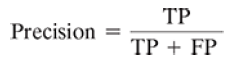 Precision = TP / TP + FP